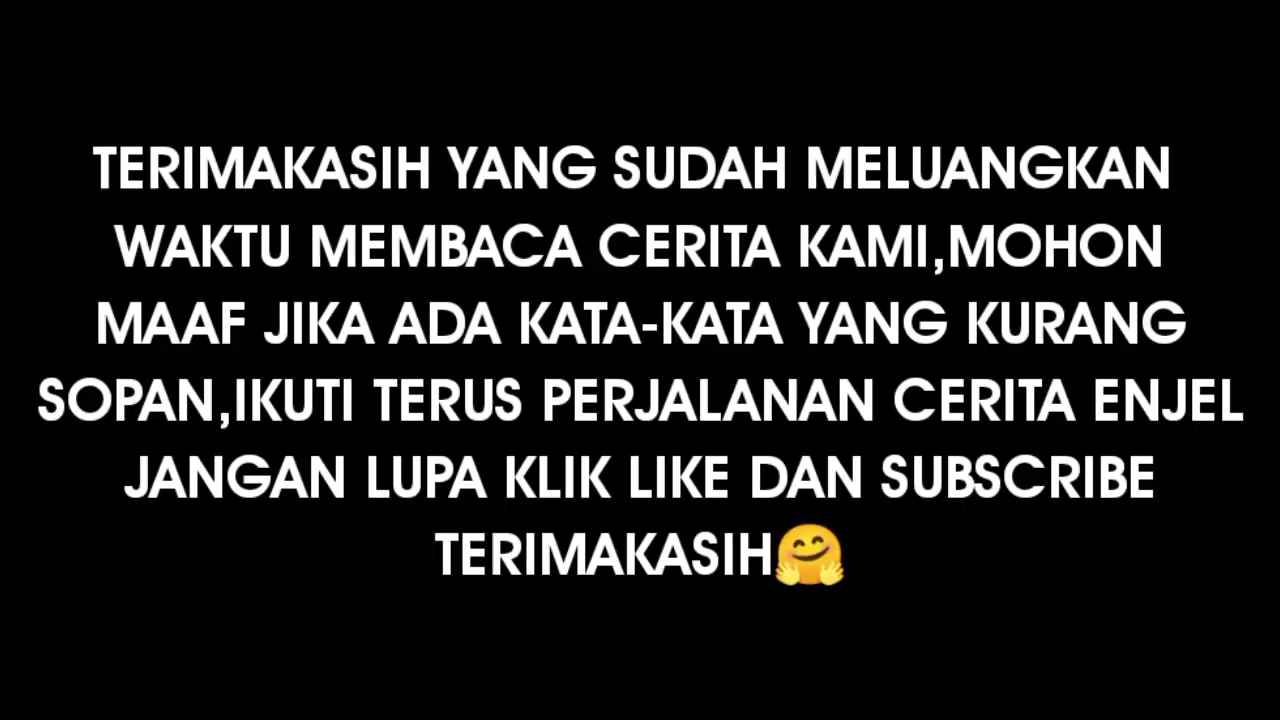 TERIMAKASIH YANG SUDAH MELUANGKAN
WAKTU MEMBACA CERITA KAMI,MOHON
MAAF JIKA ADA KATA-KATA YANG KURANG
SOPAN,IKUTI TERUS PERJALANAN CERITA ENJEL
JANGAN LUPA KLIK LIKE DAN SUBSCRIBE
TERIMAKASIH🤗